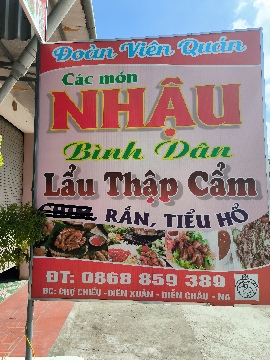 Đoàn Viên Quán
Các món
NHẬU
Bình Dân
Lẩu Thập Cẩm
RẮN, TIỂU HỔ
ĐT: 0868 859 389
ĐC: CHỢ CHIỀU - DIỄN XUÂN - DIỄN CHÂU - NA